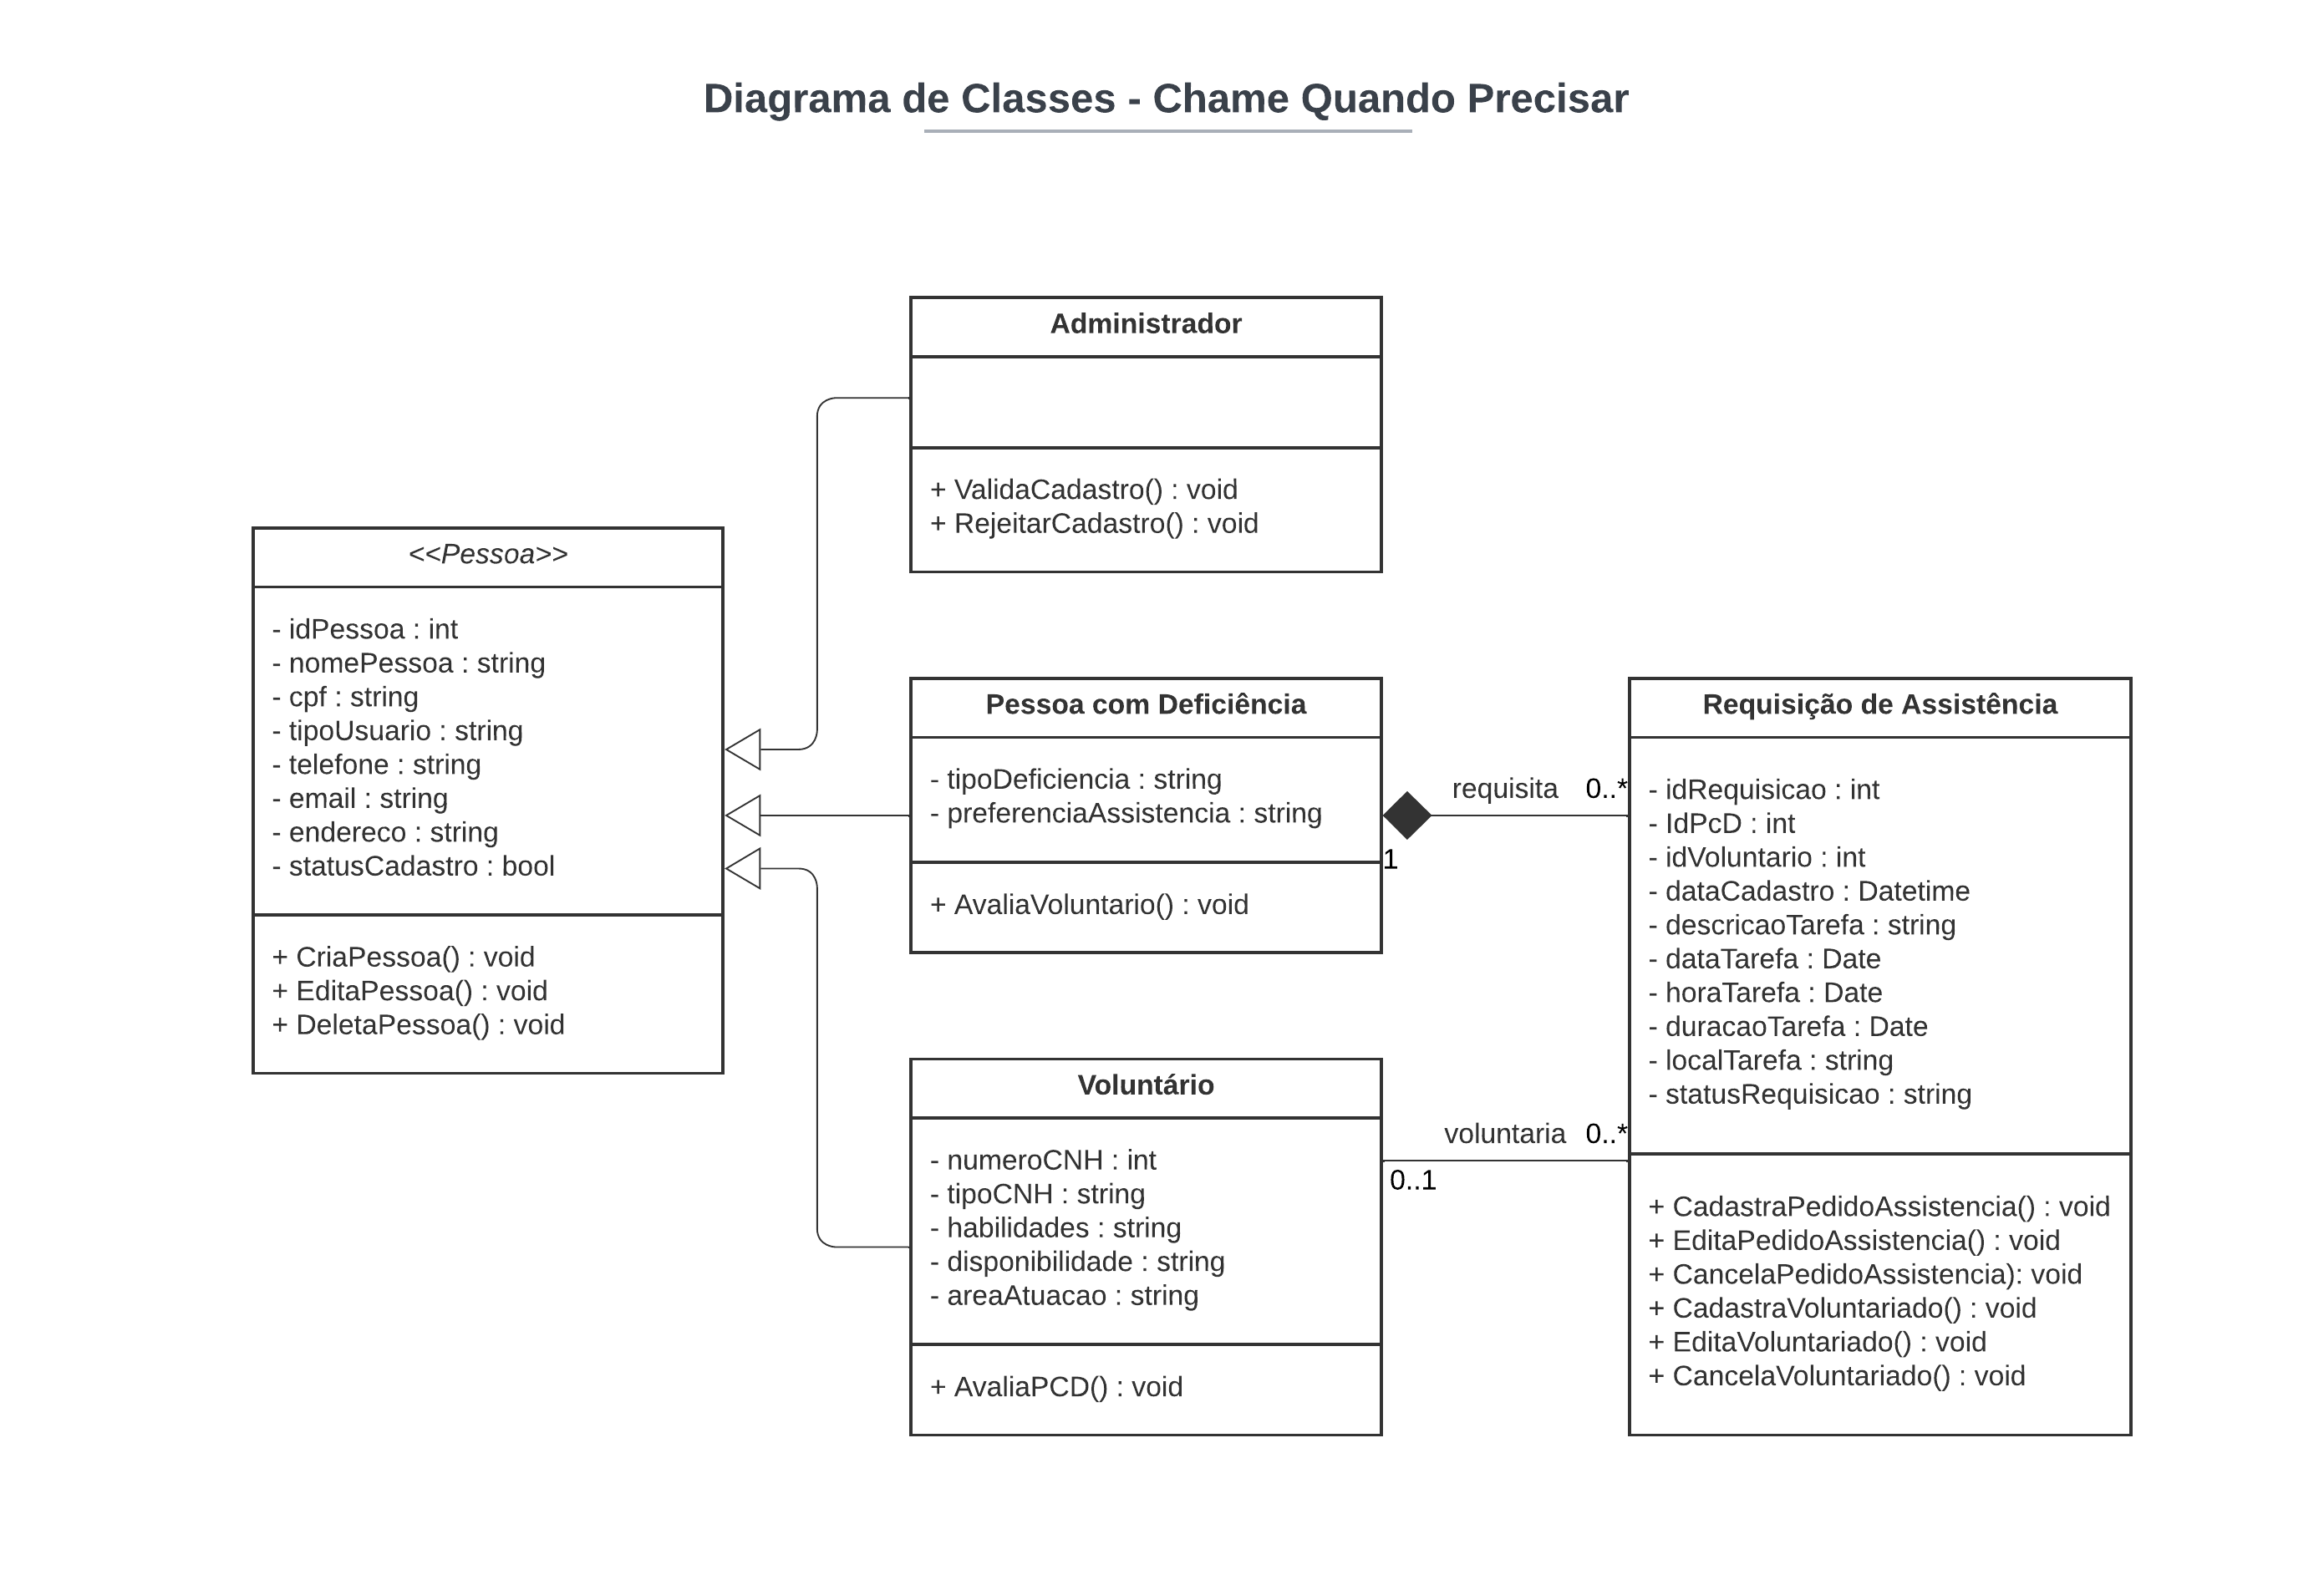 Diagrama de Classes - Chame Quando Precisar
<<Pessoa>>
- idPessoa : int
- nomePessoa : string
- cpf : string
- tipoUsuario : string
- telefone : string
- email : string
- endereco : string
- statusCadastro : bool
+ CriaPessoa() : void
+ EditaPessoa() : void
+ DeletaPessoa() : void
Administrador
+ ValidaCadastro() : void
+ RejeitarCadastro() : void
Pessoa com Deficiência
- tipoDeficiencia : string
- preferenciaAssistencia : string
+ AvaliaVoluntario() : void
requisita 0..*
1
Voluntário
- numeroCNH : int
- tipoCNH : string
- habilidades : string
- disponibilidade : string
- areaAtuacao : string
+ AvaliaPCD() : void
voluntaria 0..*
0..1
Requisição de Assistência
- idRequisicao : int
- IdPcD : int
- idVoluntario : int
- dataCadastro : Datetime
- descricaoTarefa : string
- dataTarefa : Date
- horaTarefa : Date
- duracaoTarefa : Date
- localTarefa : string
- statusRequisicao : string
+ CadastraPedidoAssistencia() : void
+ EditaPedidoAssistencia() : void
+ CancelaPedidoAssistencia): void
+ CadastraVoluntariado() : void
+ EditaVoluntariado() : void
+ CancelaVoluntariado() : void